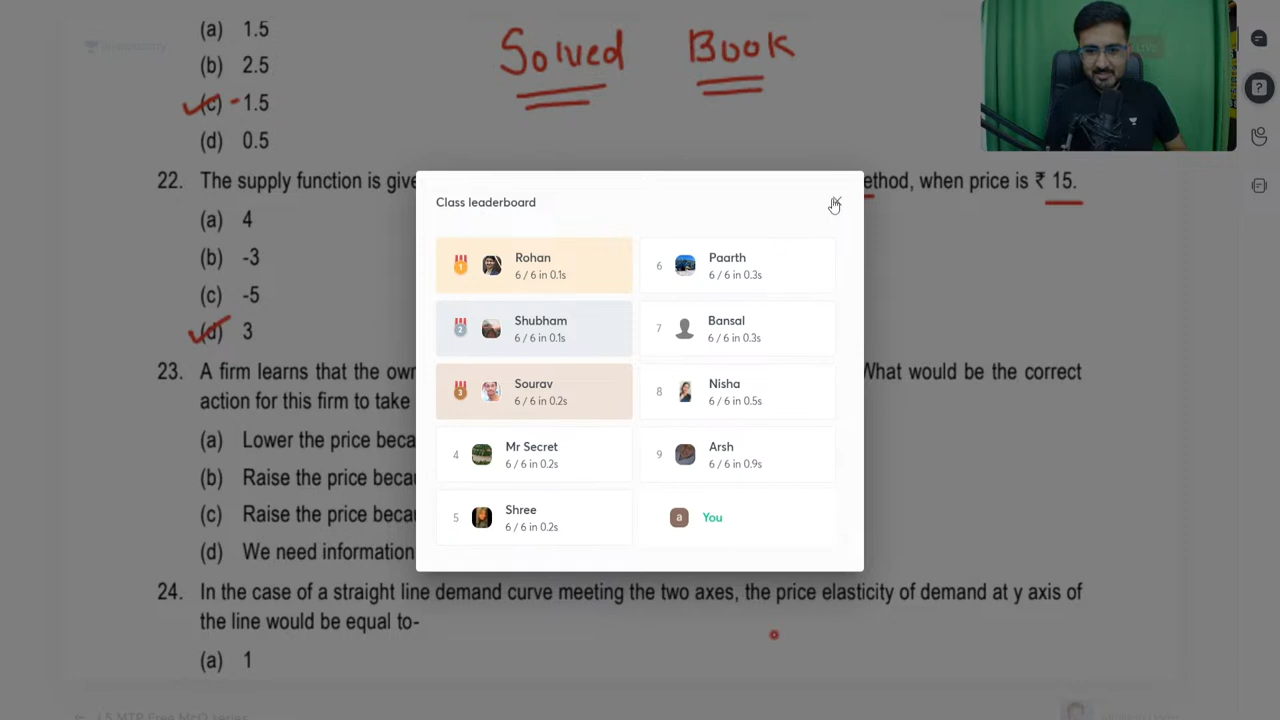 (a) 1.5
Solved Book
(b) 2.5
(c) -1.5
(d) 0.5
22. The supply function is give
ethod, when price is ₹ 15.
(a) 4
(b) -3
(c) -5
(d) 3
23. A firm learns that the own
What would be the correct
action for this firm to take
(a) Lower the price beca
(b) Raise the price becau
(c) Raise the price becau
(d) We need information
24. In the case of a straight line demand curve meeting the two axes, the price elasticity of demand at y axis of
the line would be equal to-
(a) 1
Class leaderboard
1 Rohan
6 / 6 in 0.1s
2 Shubham
6 / 6 in 0.1s
3 Sourav
6 / 6 in 0.2s
4 Mr Secret
6 / 6 in 0.2s
5 Shree
6 / 6 in 0.2s
6 Paarth
6 / 6 in 0.3s
7 Bansal
6 / 6 in 0.3s
8 Nisha
6 / 6 in 0.5s
9 Arsh
6 / 6 in 0.9s
a You